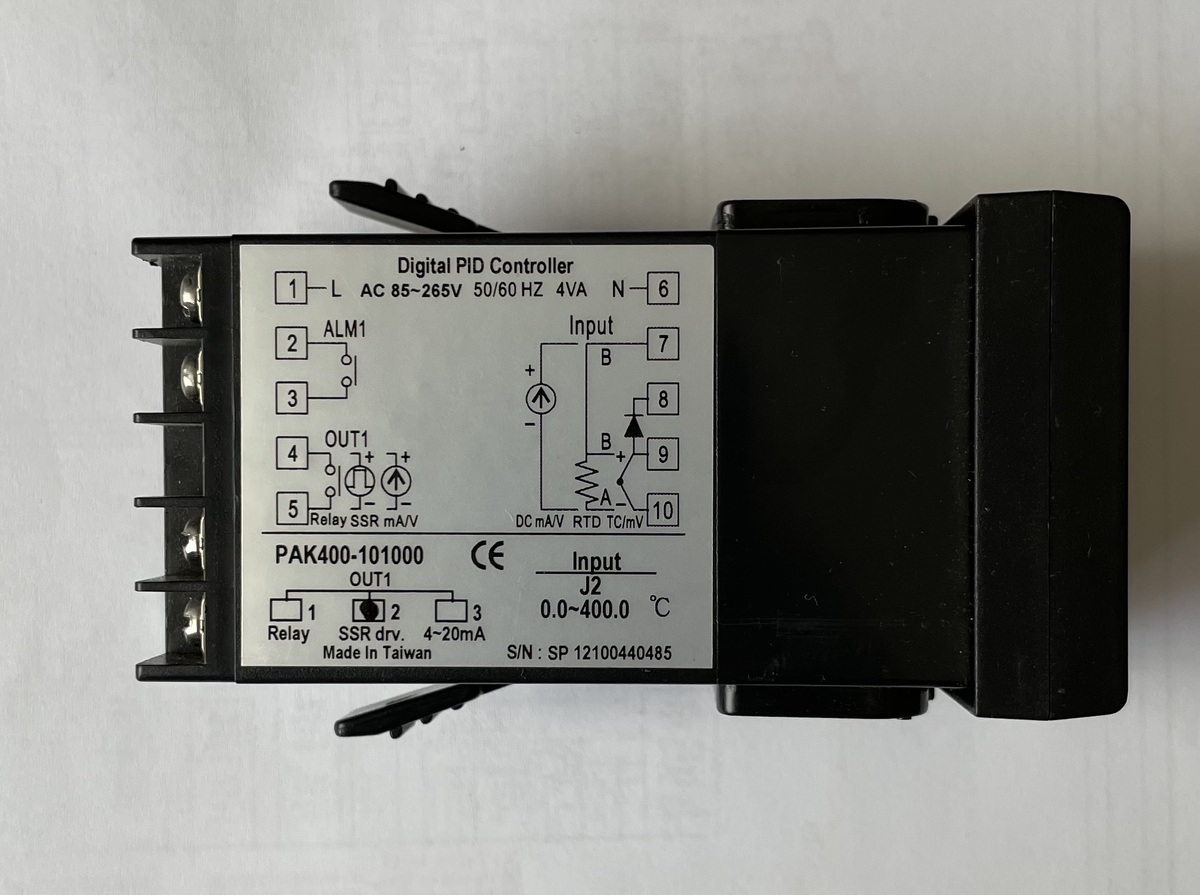 Digital PID Controller
1 L AC 85~265V 50/60 HZ 4VA N 6
2 ALM1 Input 7
B
+
3 8
-
4 OUT1 B + 9
+ +
- - A -
5 Relay SSR mA/V DC mA/V RTD TC/mV 10
PAK400-101000 CE Input
OUT1 J2
1 2 3 0.0~400.0 °C
Relay SSR drv. 4~20mA
Made In Taiwan S/N : SP 12100440485